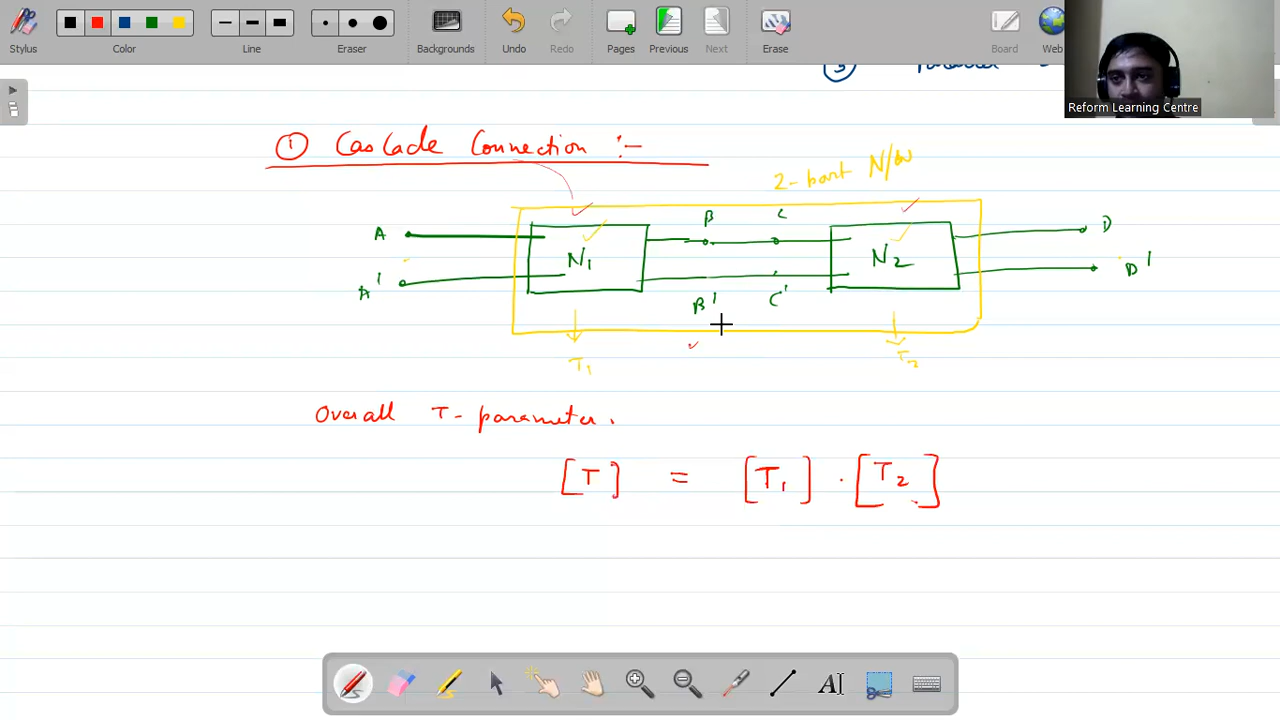 Stylus Color Line Eraser Backgrounds Undo Redo Pages Previous Next Erase Board Web
Reform Learning Centre
3
① Cascade Connection :-
2-port N/W
A B C D
N1 N2
A' B' C' D'
T1 T2
Overall T-parameter.
[T] = [T1] . [T2]